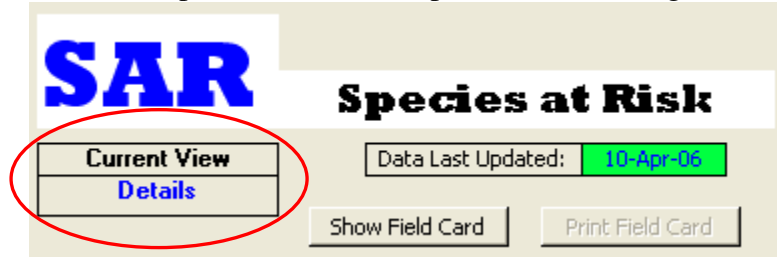 SAR
Species at Risk
Current View
Details
Data Last Updated: 10-Apr-06
Show Field Card Print Field Card